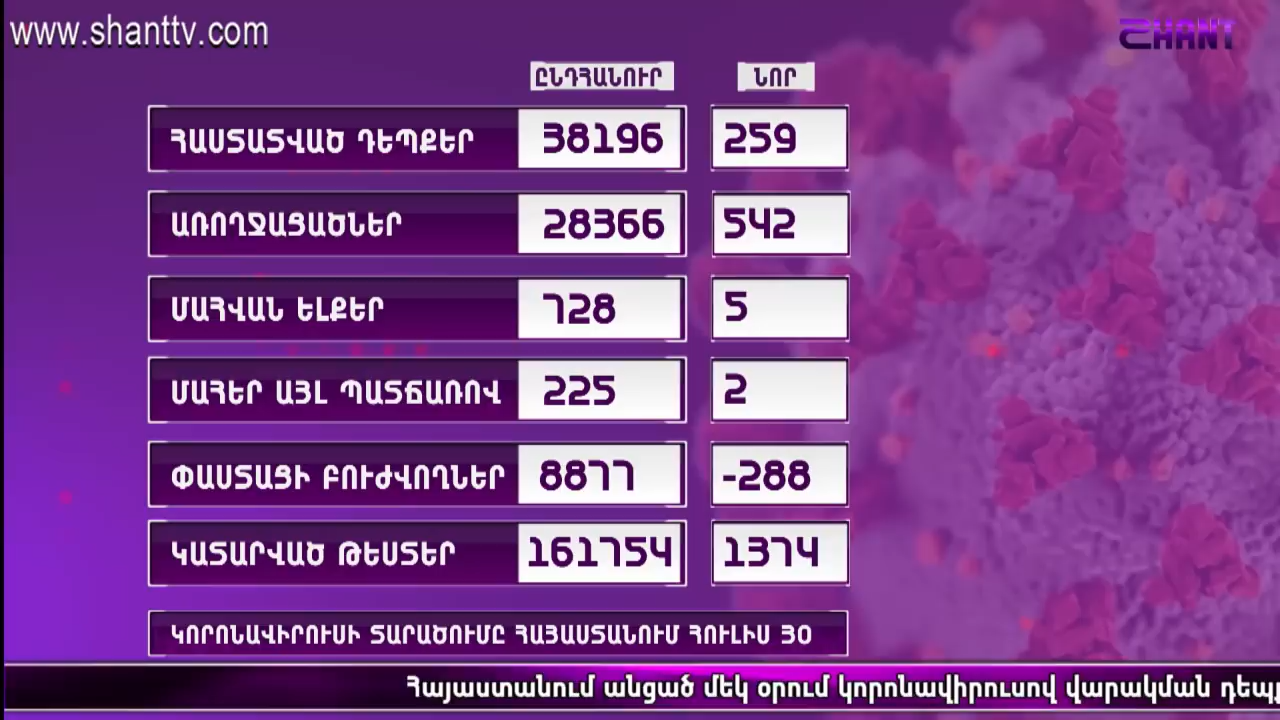 www.shanttv.com
SHANT
ԸՆԴՀԱՆՈՒՐ ՆՈՐ
ՀԱՍՏԱՏՎԱԾ ԴԵՊՔԵՐ 38196 259
ԱՌՈՂՋԱՑԱԾՆԵՐ 28366 542
ՄԱՀՎԱՆ ԵԼՔԵՐ 728 5
ՄԱՀԵՐ ԱՅԼ ՊԱՏՃԱՌՈՎ 225 2
ՓԱՍՏԱՑԻ ԲՈՒԺՎՈՂՆԵՐ 8877 -288
ԿԱՏԱՐՎԱԾ ԹԵՍՏԵՐ 161754 1374
ԿՈՐՈՆԱՎԻՐՈՒՍԻ ՏԱՐԱԾՈՒՄԸ ՀԱՅԱՍՏԱՆՈՒՄ ՀՈՒԼԻՍ 30
Հայաստանում անցած մեկ օրում կորոնավիրուսով վարակման դեպ